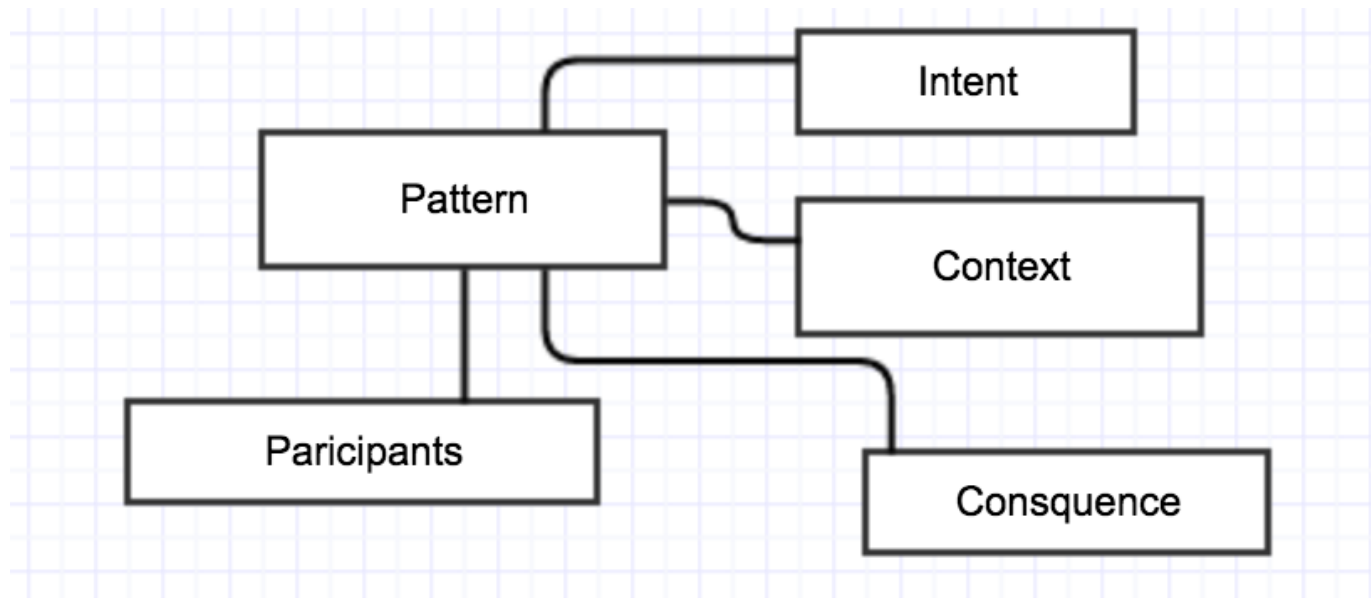 Intent
Pattern
Context
Paricipants
Consquence